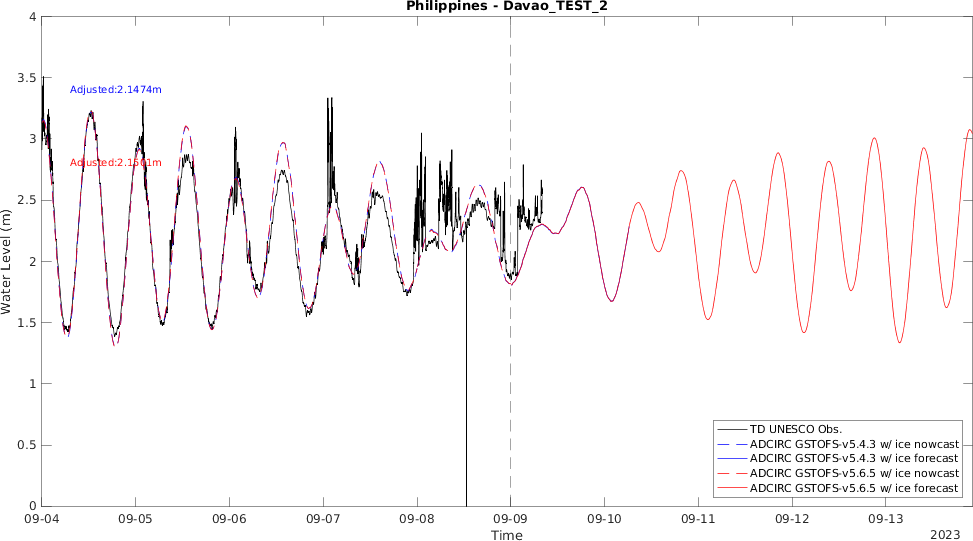 Philippines - Davao_TEST_2
4
3.5
3
2.5
2
1.5
1
0.5
0
Water Level (m)
Adjusted:2.1474m
Adjusted:2.1561m
TD UNESCO Obs.
ADCIRC GSTOFS-v5.4.3 w/ ice nowcast
ADCIRC GSTOFS-v5.4.3 w/ ice forecast
ADCIRC GSTOFS-v5.6.5 w/ ice nowcast
ADCIRC GSTOFS-v5.6.5 w/ ice forecast
09-04 09-05 09-06 09-07 09-08 09-09 09-10 09-11 09-12 09-13
Time
2023